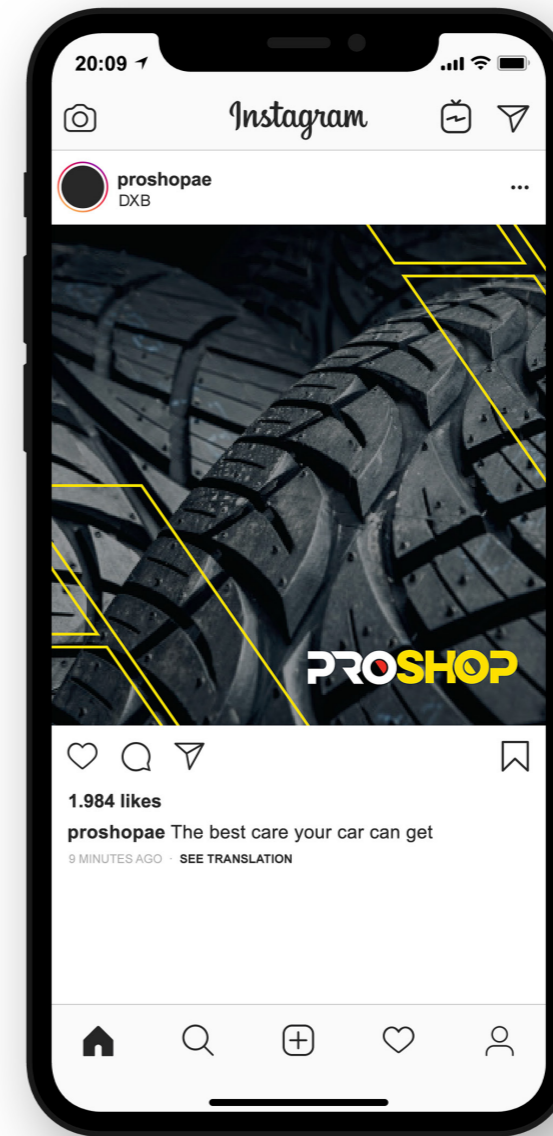 20:09
Instagram
proshopae
DXB
PROSHOP
1.984 likes
proshopae The best care your car can get
9 MINUTES AGO · SEE TRANSLATION